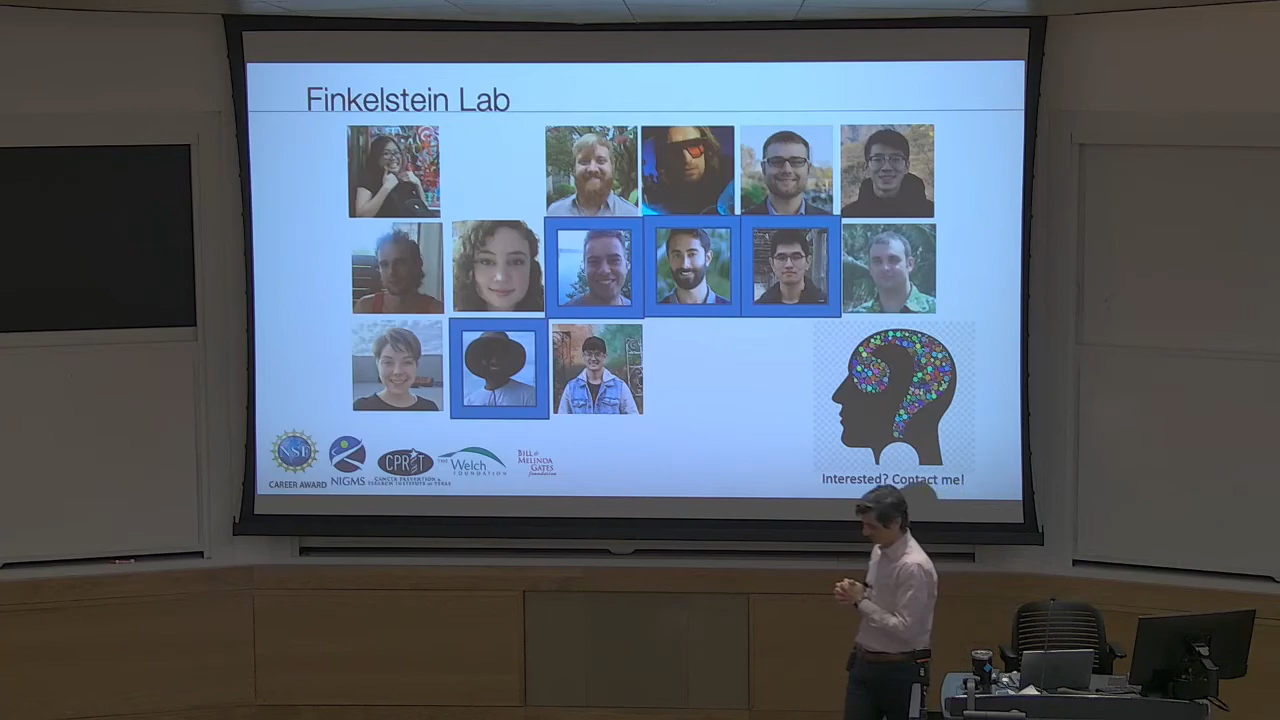 Finkelstein Lab
NSF
CAREER AWARD
NIGMS
CPRIT
CANCER PREVENTION &
RESEARCH INSTITUTE OF TEXAS
THE Welch
FOUNDATION
BILL &
MELINDA
GATES
foundation
Interested? Contact me!